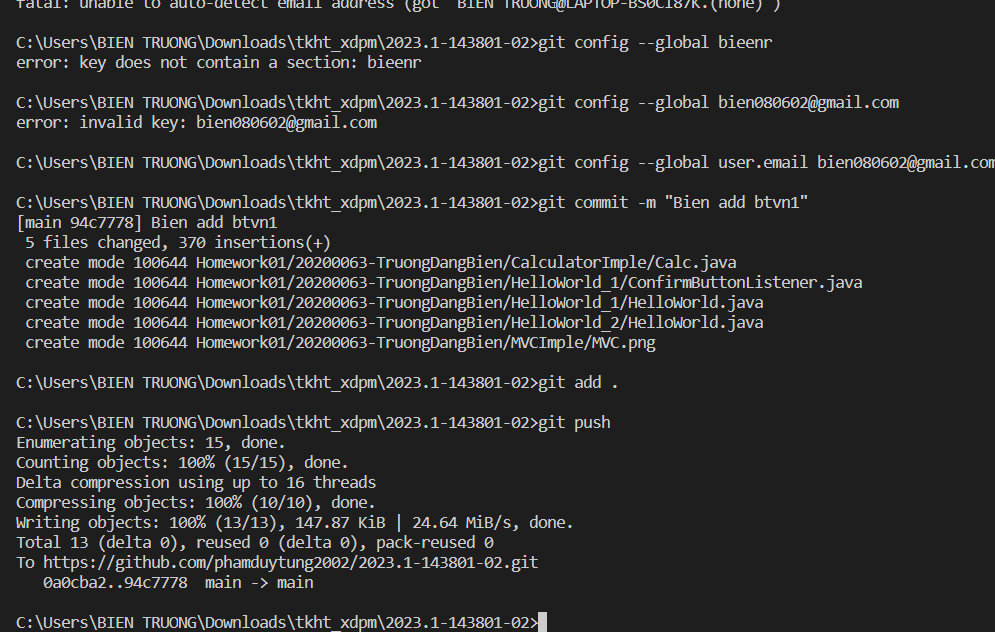 fatal: unable to auto-detect email address (got 'BIEN TRUONG@LAPTOP-BS0CI87K.(none)')
C:\Users\BIEN TRUONG\Downloads\tkht_xdpm\2023.1-143801-02>git config --global bieenr
error: key does not contain a section: bieenr
C:\Users\BIEN TRUONG\Downloads\tkht_xdpm\2023.1-143801-02>git config --global bien080602@gmail.com
error: invalid key: bien080602@gmail.com
C:\Users\BIEN TRUONG\Downloads\tkht_xdpm\2023.1-143801-02>git config --global user.email bien080602@gmail.com
C:\Users\BIEN TRUONG\Downloads\tkht_xdpm\2023.1-143801-02>git commit -m "Bien add btvn1"
[main 94c7778] Bien add btvn1
 5 files changed, 370 insertions(+)
 create mode 100644 Homework01/20200063-TruongDangBien/CalculatorImple/Calc.java
 create mode 100644 Homework01/20200063-TruongDangBien/HelloWorld_1/ConfirmButtonListener.java
 create mode 100644 Homework01/20200063-TruongDangBien/HelloWorld_1/HelloWorld.java
 create mode 100644 Homework01/20200063-TruongDangBien/HelloWorld_2/HelloWorld.java
 create mode 100644 Homework01/20200063-TruongDangBien/MVCImple/MVC.png
C:\Users\BIEN TRUONG\Downloads\tkht_xdpm\2023.1-143801-02>git add .
C:\Users\BIEN TRUONG\Downloads\tkht_xdpm\2023.1-143801-02>git push
Enumerating objects: 15, done.
Counting objects: 100% (15/15), done.
Delta compression using up to 16 threads
Compressing objects: 100% (10/10), done.
Writing objects: 100% (13/13), 147.87 KiB | 24.64 MiB/s, done.
Total 13 (delta 0), reused 0 (delta 0), pack-reused 0
To https://github.com/phamduytung2002/2023.1-143801-02.git
   0a0cba2..94c7778  main -> main
C:\Users\BIEN TRUONG\Downloads\tkht_xdpm\2023.1-143801-02>